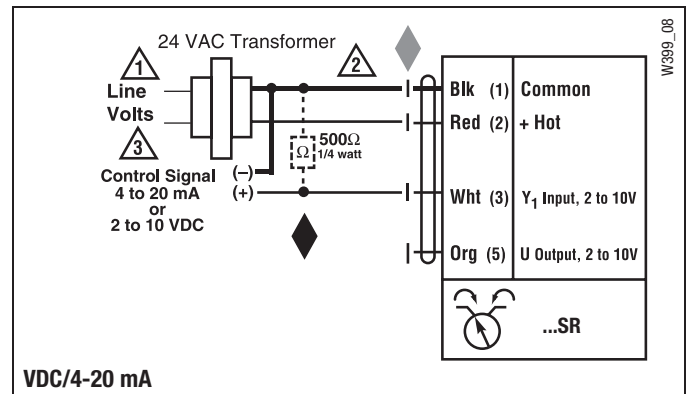 24 VAC Transformer
W399_08
1
2
Line
Volts
3
Blk (1) Common
Red (2) + Hot
Ω
500Ω
1/4 watt
Control Signal (–)
4 to 20 mA (+)
or
2 to 10 VDC
Wht (3) Y1 Input, 2 to 10V
Org (5) U Output, 2 to 10V
...SR
VDC/4-20 mA